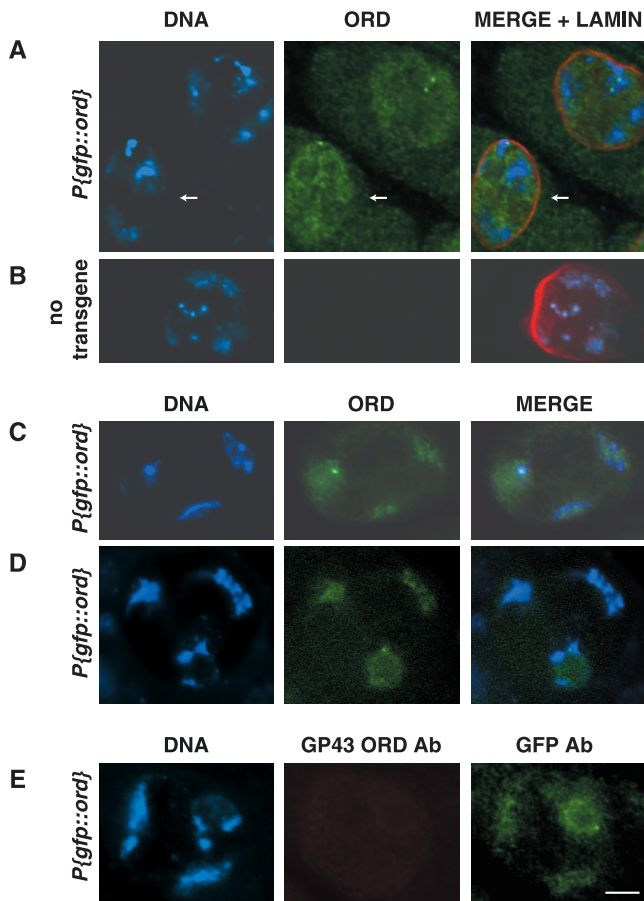 DNA ORD MERGE + LAMIN
A
P{gfp::ord}
B
no
transgene
DNA ORD MERGE
C
P{gfp::ord}
D
P{gfp::ord}
DNA GP43 ORD Ab GFP Ab
E
P{gfp::ord}